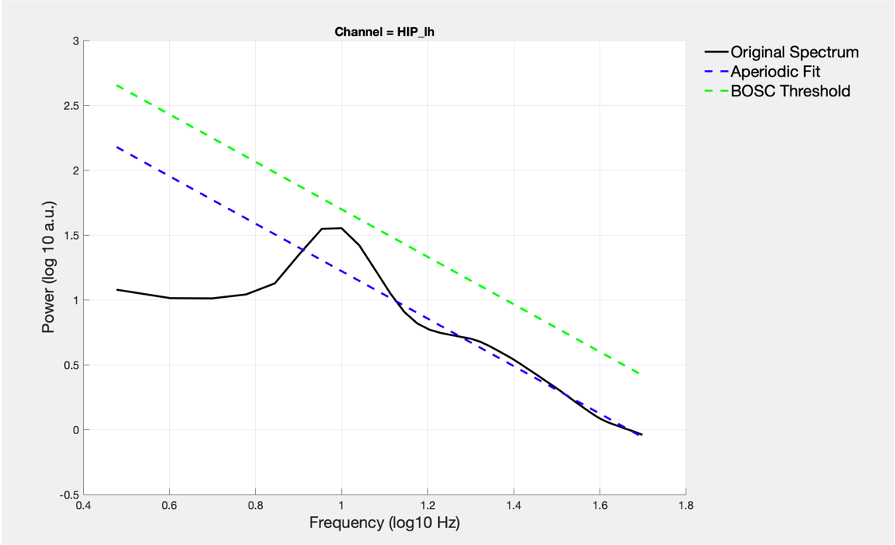 Channel = HIP_lh
Original Spectrum
Aperiodic Fit
BOSC Threshold
Power (log 10 a.u.)
3
2.5
2
1.5
1
0.5
0
-0.5
0.4 0.6 0.8 1 1.2 1.4 1.6 1.8
Frequency (log10 Hz)